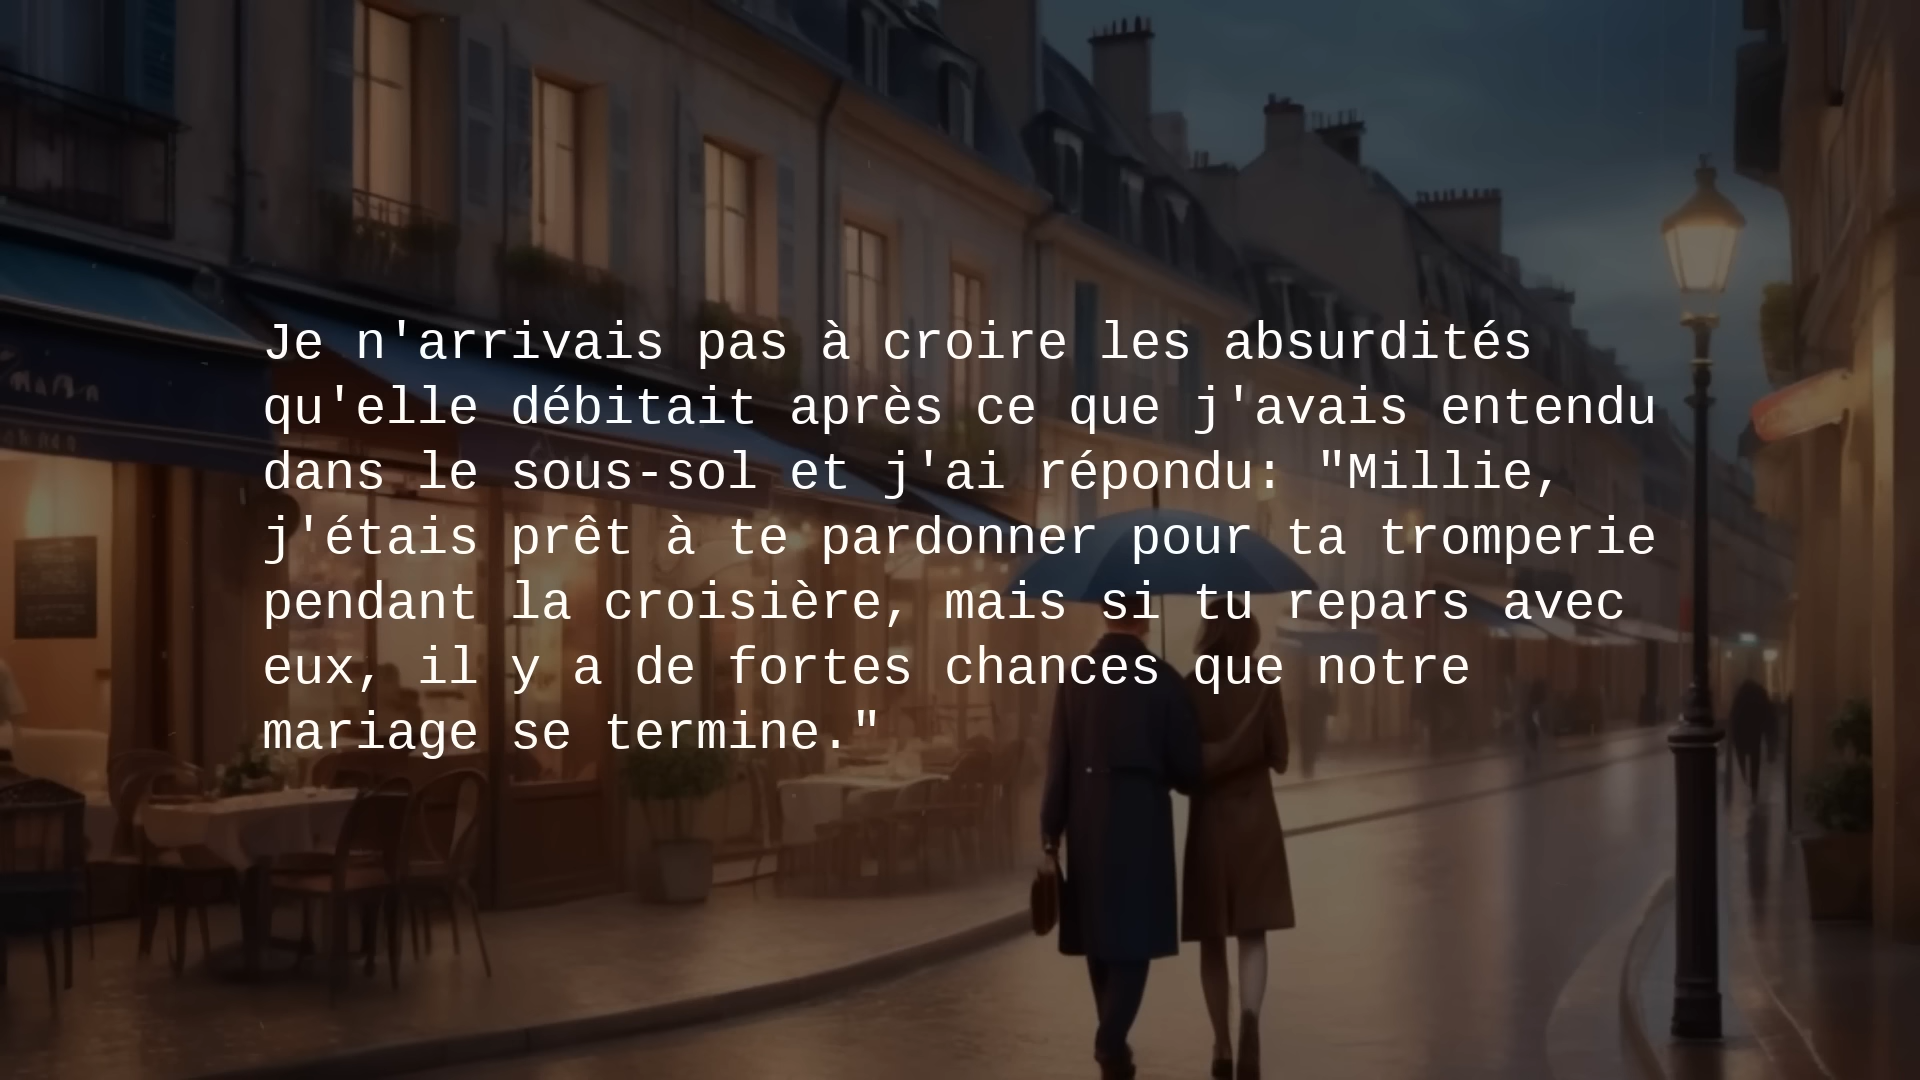 Je n'arrivais pas à croire les absurdités
qu'elle débitait après ce que j'avais entendu
dans le sous-sol et j'ai répondu: "Millie,
j'étais prêt à te pardonner pour ta tromperie
pendant la croisière, mais si tu repars avec
eux, il y a de fortes chances que notre
mariage se termine."